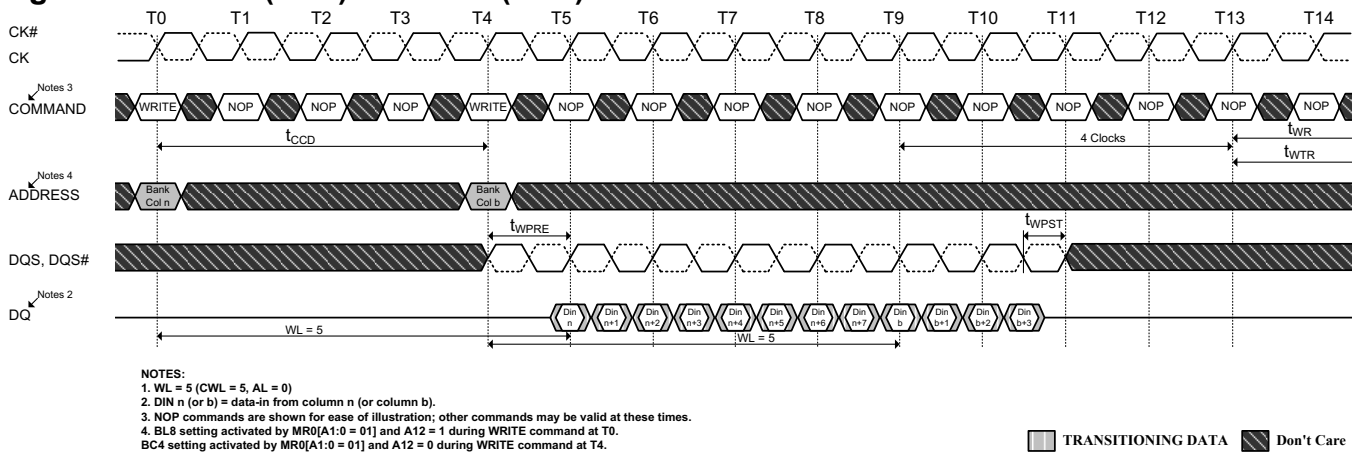 T0 T1 T2 T3 T4 T5 T6 T7 T8 T9 T10 T11 T12 T13 T14
CK#
CK
Notes 3
COMMAND
WRITE NOP NOP NOP WRITE NOP NOP NOP NOP NOP NOP NOP NOP NOP NOP
tCCD
4 Clocks
tWR
tWTR
Notes 4
ADDRESS
Bank
Col n
Bank
Col b
tWPRE
tWPST
DQS, DQS#
Notes 2
DQ
Din
n
Din
n+1
Din
n+2
Din
n+3
Din
n+4
Din
n+5
Din
n+6
Din
n+7
Din
b
Din
b+1
Din
b+2
Din
b+3
WL = 5
WL = 5
NOTES:
1. WL = 5 (CWL = 5, AL = 0)
2. DIN n (or b) = data-in from column n (or column b).
3. NOP commands are shown for ease of illustration; other commands may be valid at these times.
4. BL8 setting activated by MR0[A1:0 = 01] and A12 = 1 during WRITE command at T0.
BC4 setting activated by MR0[A1:0 = 01] and A12 = 0 during WRITE command at T4.
TRANSITIONING DATA
Don't Care